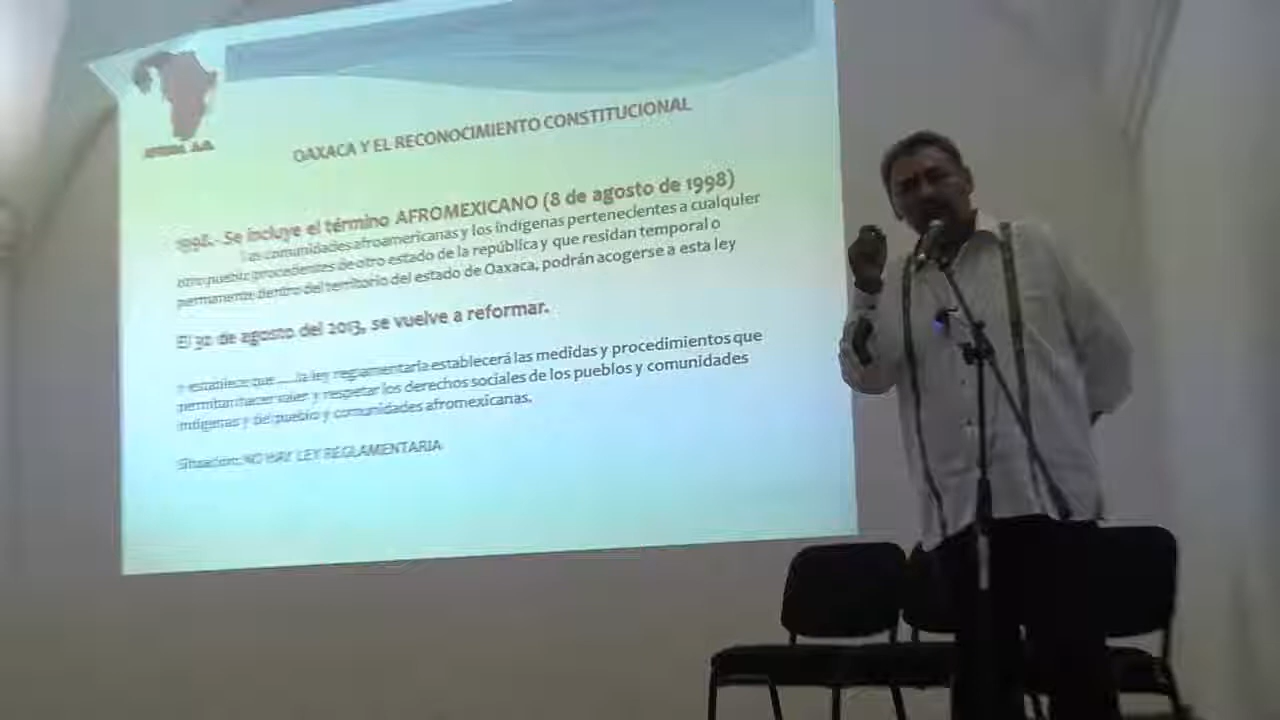 OAXACA Y EL RECONOCIMIENTO CONSTITUCIONAL
1998.- Se incluye el término AFROMEXICANO (8 de agosto de 1998)
Las comunidades afroamericanas y los indígenas pertenecientes a cualquier
otro pueblo procedentes de otro estado de la república y que residan temporal o
permanente dentro del territorio del estado de Oaxaca, podrán acogerse a esta ley
El 30 de agosto del 2013, se vuelve a reformar.
Y establece que .....la ley reglamentaria establecerá las medidas y procedimientos que
permitan hacer valer y respetar los derechos sociales de los pueblos y comunidades
indígenas y del pueblo y comunidades afromexicanas.
Situación: NO HAY LEY REGLAMENTARIA